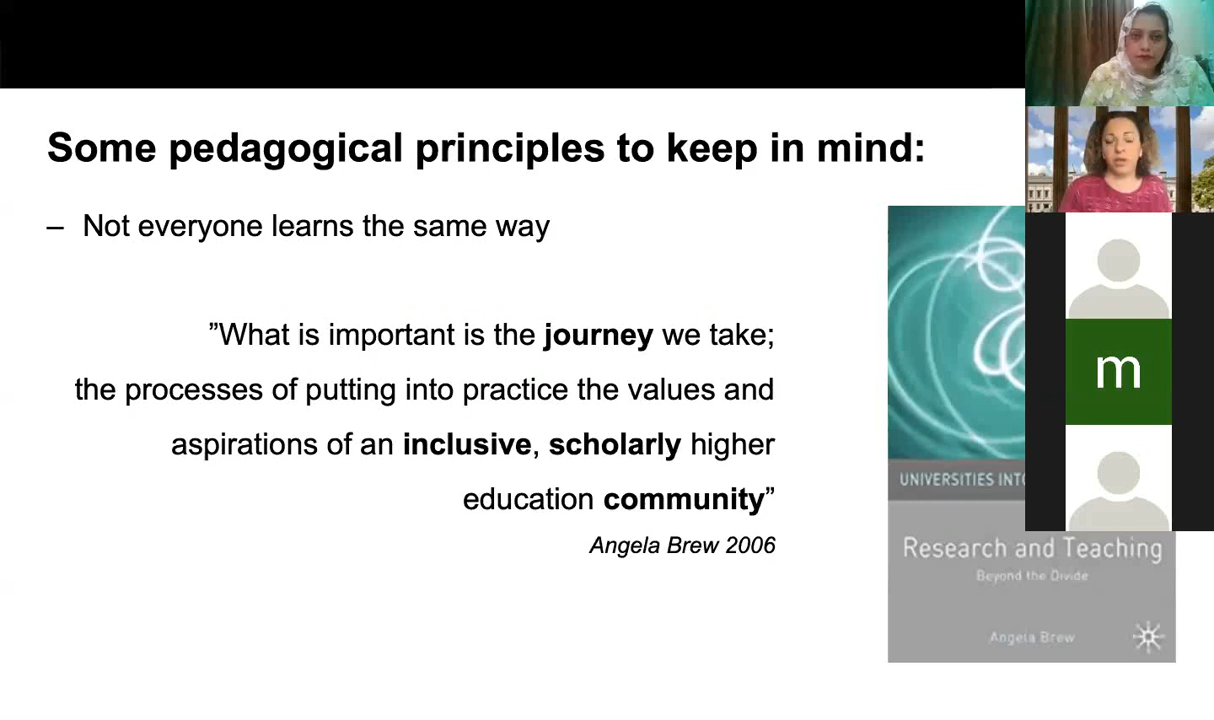 Some pedagogical principles to keep in mind:
– Not everyone learns the same way
”What is important is the journey we take;
the processes of putting into practice the values and
aspirations of an inclusive, scholarly higher
education community”
Angela Brew 2006
UNIVERSITIES INTO
Research and Teaching
Beyond the Divide
Angela Brew
m